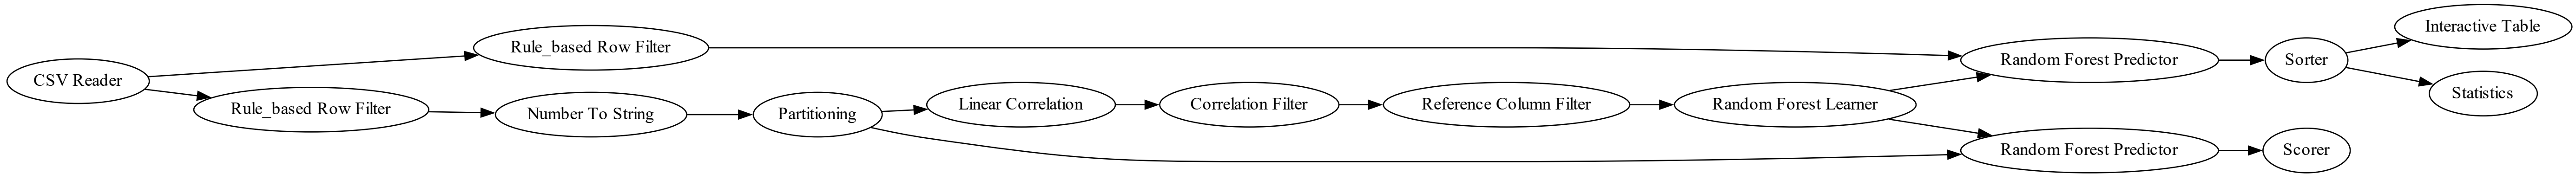 CSV Reader
Rule_based Row Filter
Rule_based Row Filter
Number To String
Partitioning
Linear Correlation
Correlation Filter
Reference Column Filter
Random Forest Learner
Random Forest Predictor
Random Forest Predictor
Sorter
Scorer
Interactive Table
Statistics